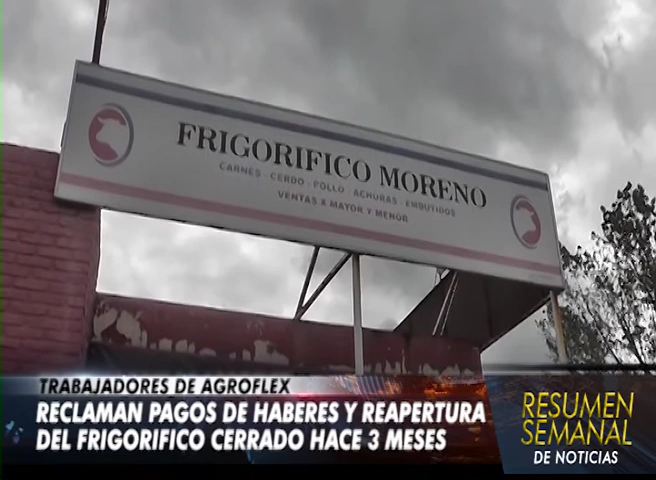 FRIGORIFICO MORENO
CARNES - CERDO - POLLO - ACHURAS - EMBUTIDOS
VENTAS X MAYOR Y MENOR
TRABAJADORES DE AGROFLEX
RECLAMAN PAGOS DE HABERES Y REAPERTURA
DEL FRIGORIFICO CERRADO HACE 3 MESES
RESUMEN
SEMANAL
DE NOTICIAS